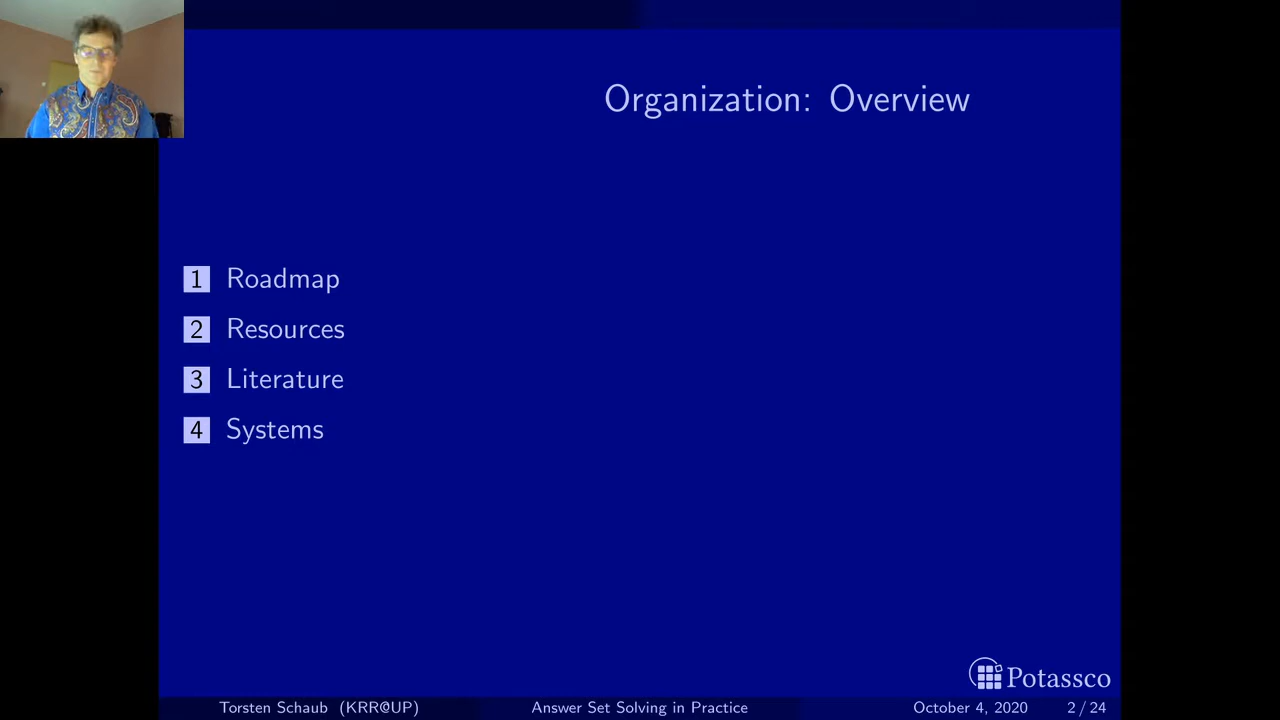 Organization: Overview
1 Roadmap
2 Resources
3 Literature
4 Systems
Potassco
Torsten Schaub (KRR@UP) Answer Set Solving in Practice October 4, 2020 2 / 24